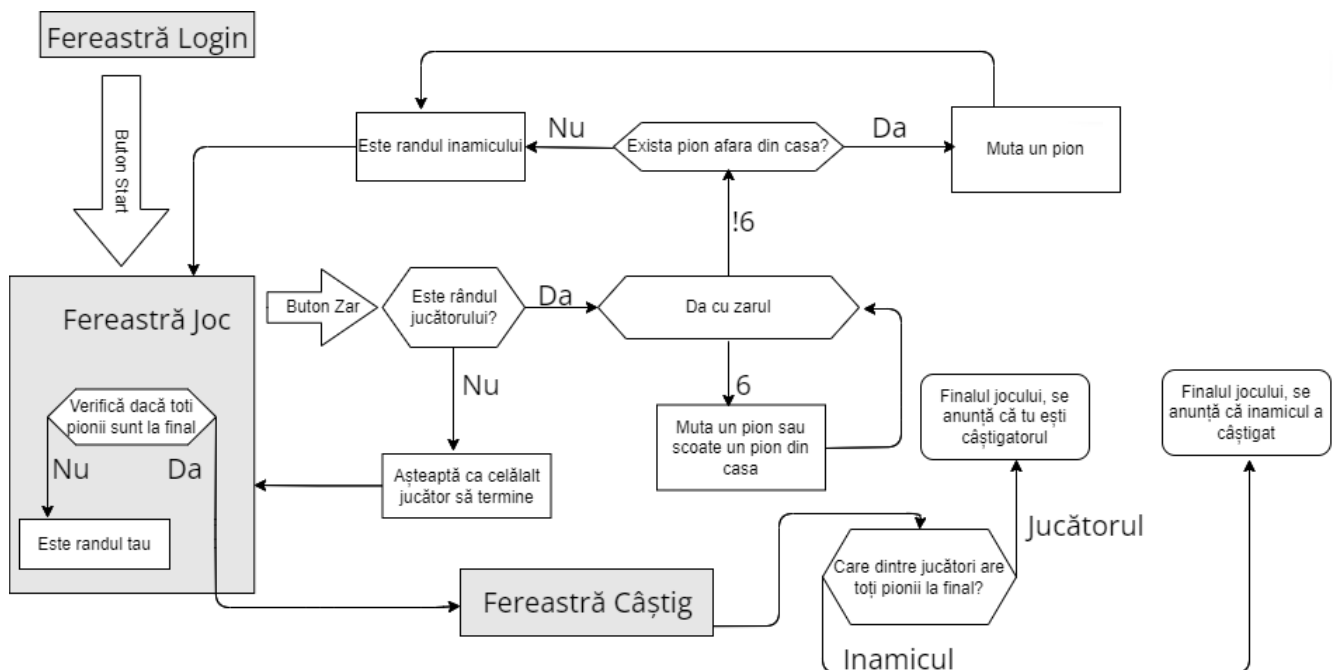 Fereastră Login
Buton Start
Este randul inamicului
Nu
Exista pion afara din casa?
Da
Muta un pion
!6
Fereastră Joc
Buton Zar
Este rândul
jucătorului?
Da
Da cu zarul
Nu
6
Verifică dacă toti
pionii sunt la final
Nu
Da
Este randul tau
Așteaptă ca celălalt
jucător să termine
Muta un pion sau
scoate un pion din
casa
Finalul jocului, se
anunță că tu ești
câștigatorul
Finalul jocului, se
anunță că inamicul a
câștigat
Jucătorul
Care dintre jucători are
toți pionii la final?
Fereastră Câștig
Inamicul